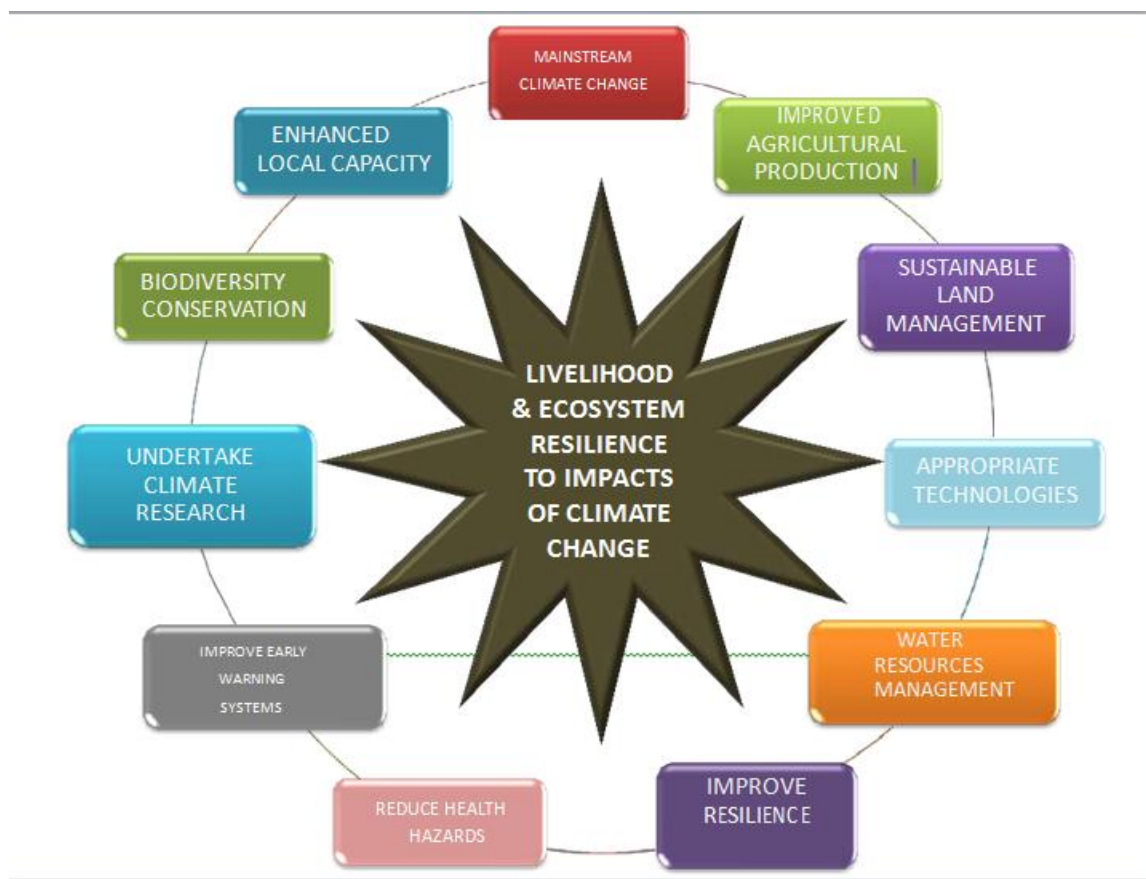 MAINSTREAM
CLIMATE CHANGE
IMPROVED
AGRICULTURAL
PRODUCTION
SUSTAINABLE
LAND
MANAGEMENT
APPROPRIATE
TECHNOLOGIES
WATER
RESOURCES
MANAGEMENT
IMPROVE
RESILIENCE
REDUCE HEALTH
HAZARDS
IMPROVE EARLY
WARNING
SYSTEMS
UNDERTAKE
CLIMATE
RESEARCH
BIODIVERSITY
CONSERVATION
ENHANCED
LOCAL CAPACITY
LIVELIHOOD
& ECOSYSTEM
RESILIENCE
TO IMPACTS
OF CLIMATE
CHANGE